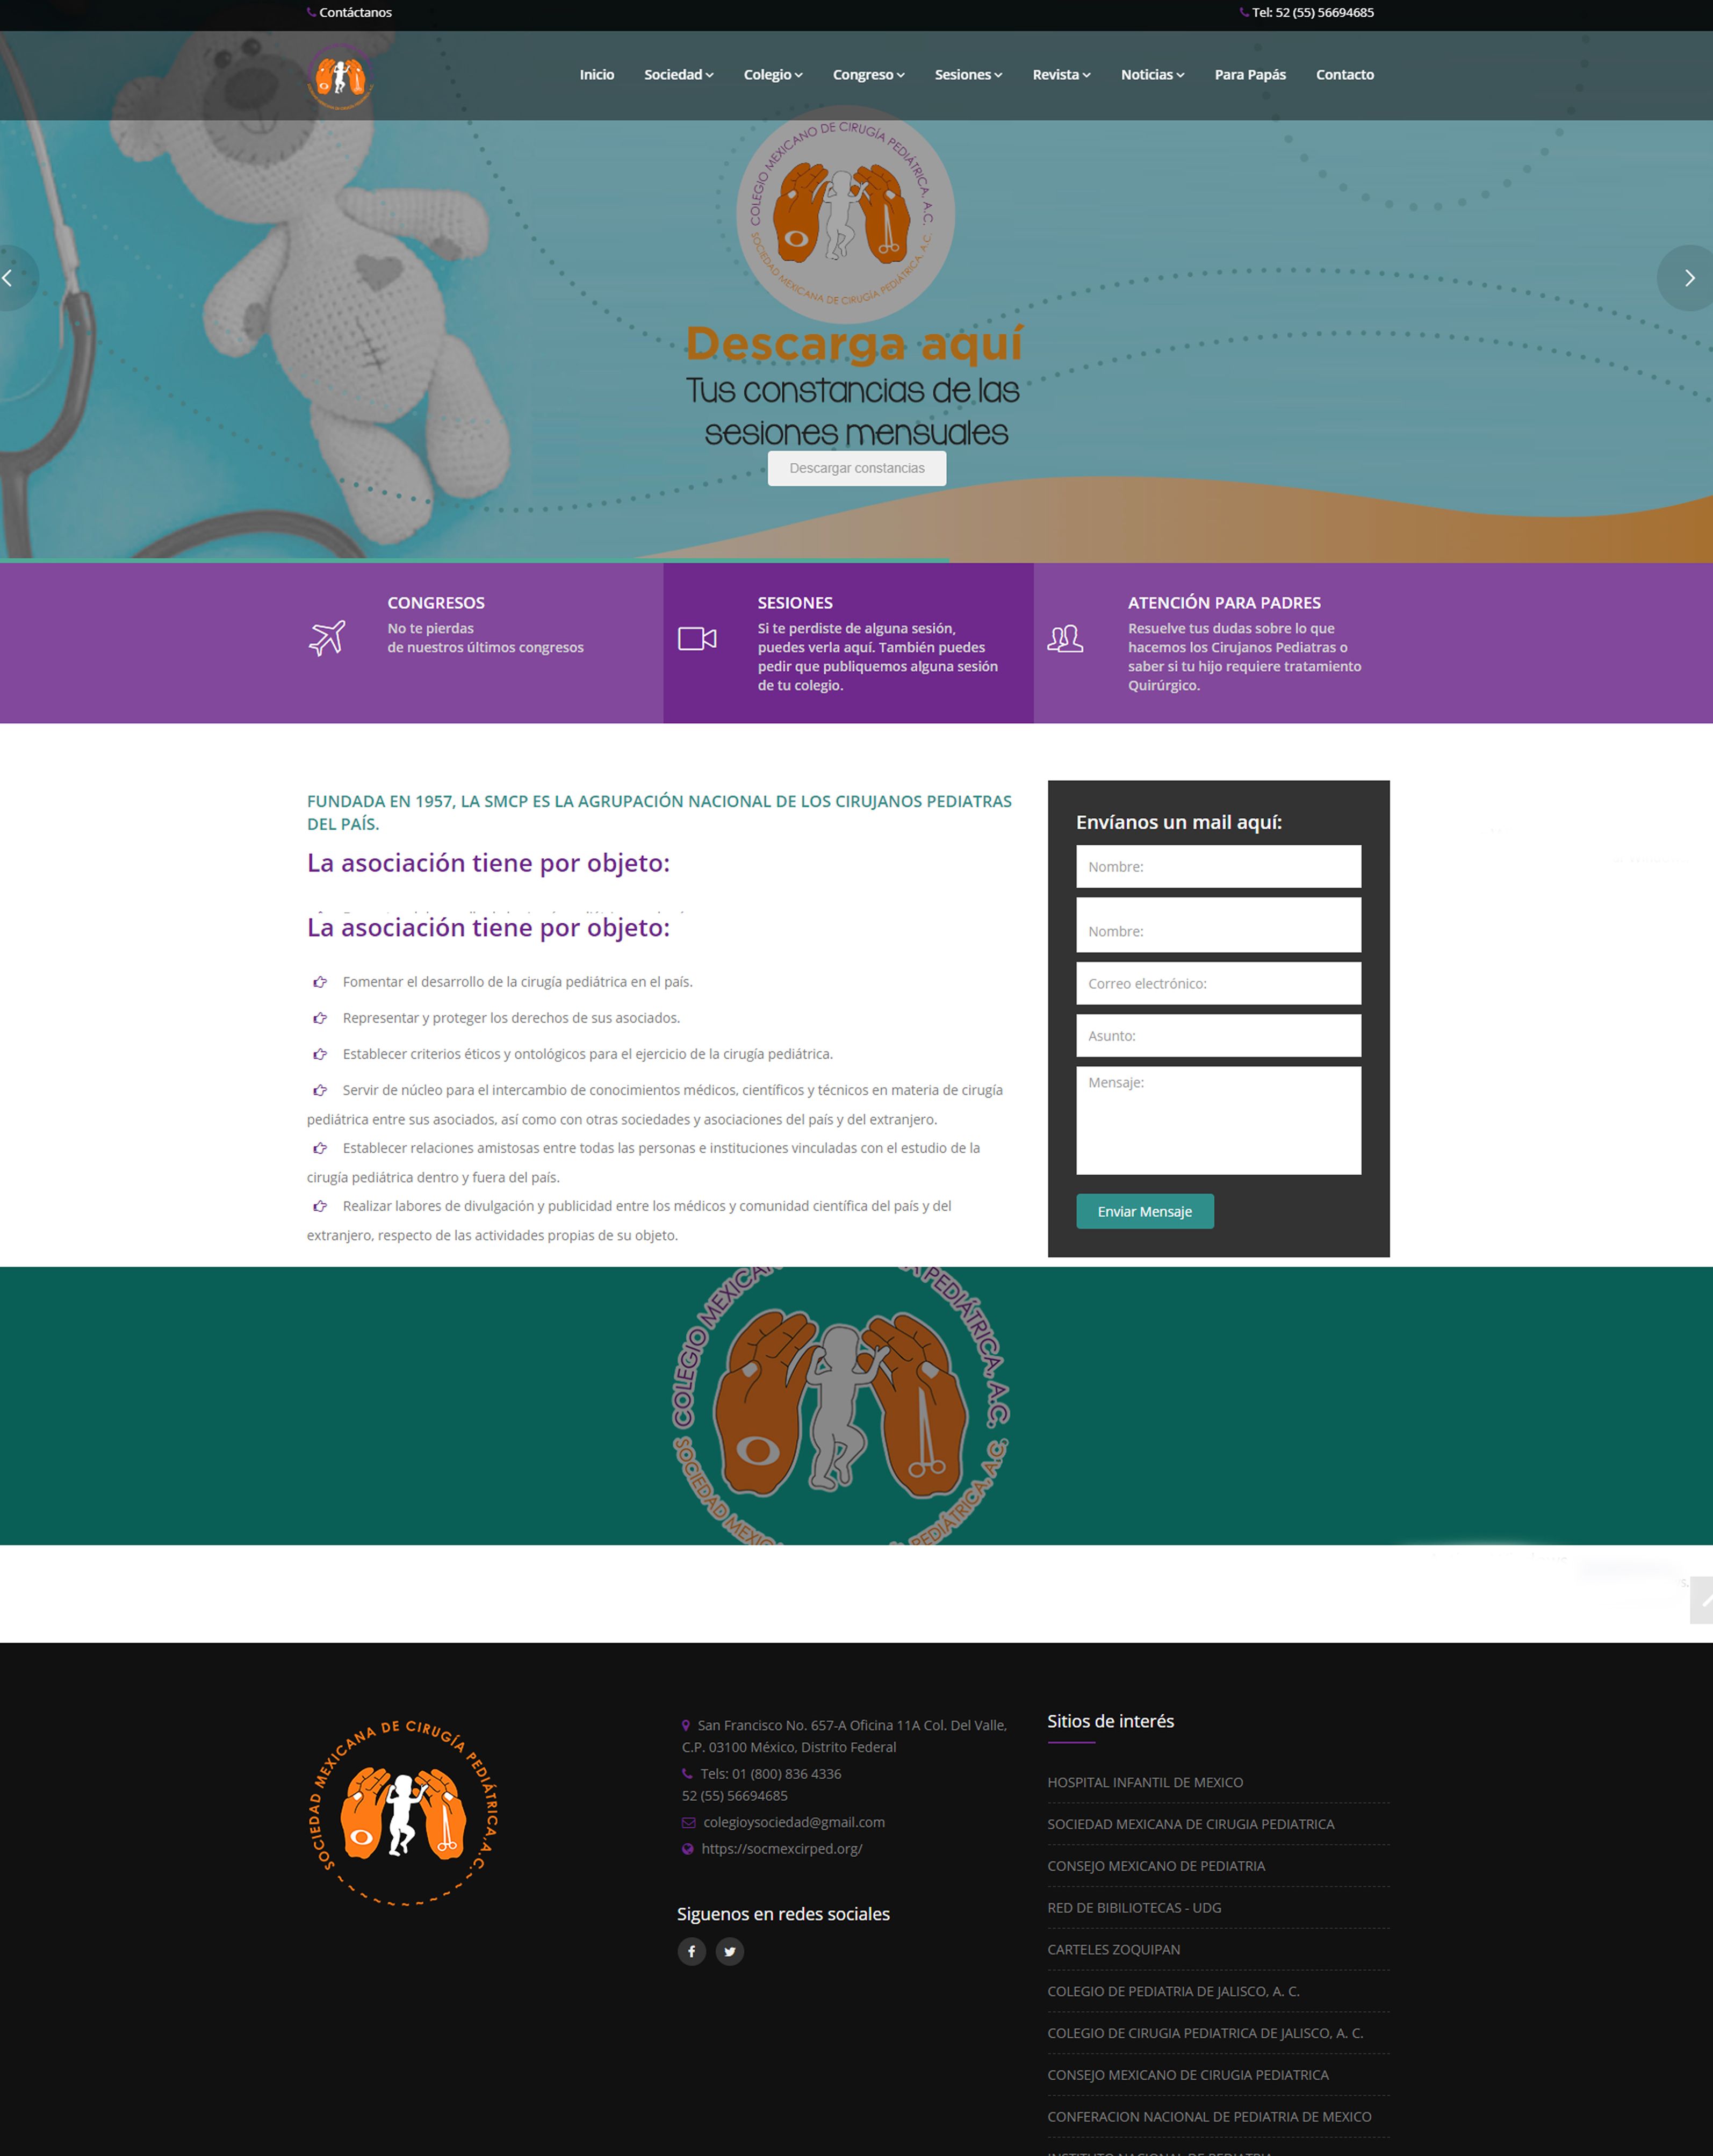 Contáctanos
Tel: 52 (55) 56694685
Inicio
Sociedad
Colegio
Congreso
Sesiones
Revista
Noticias
Para Papás
Contacto
COLEGIO MEXICANO DE CIRUGÍA PEDIÁTRICA, A.C.
SOCIEDAD MEXICANA DE CIRUGÍA PEDIÁTRICA, A.C.
Descarga aquí
Tus constancias de las
sesiones mensuales
Descargar constancias
CONGRESOS
No te pierdas
de nuestros últimos congresos
SESIONES
Si te perdiste de alguna sesión,
puedes verla aquí. También puedes
pedir que publiquemos alguna sesión
de tu colegio.
ATENCIÓN PARA PADRES
Resuelve tus dudas sobre lo que
hacemos los Cirujanos Pediatras o
saber si tu hijo requiere tratamiento
Quirúrgico.
FUNDADA EN 1957, LA SMCP ES LA AGRUPACIÓN NACIONAL DE LOS CIRUJANOS PEDIATRAS
DEL PAÍS.
La asociación tiene por objeto:
La asociación tiene por objeto:
Fomentar el desarrollo de la cirugía pediátrica en el país.
Representar y proteger los derechos de sus asociados.
Establecer criterios éticos y ontológicos para el ejercicio de la cirugía pediátrica.
Servir de núcleo para el intercambio de conocimientos médicos, científicos y técnicos en materia de cirugía
pediátrica entre sus asociados, así como con otras sociedades y asociaciones del país y del extranjero.
Establecer relaciones amistosas entre todas las personas e instituciones vinculadas con el estudio de la
cirugía pediátrica dentro y fuera del país.
Realizar labores de divulgación y publicidad entre los médicos y comunidad científica del país y del
extranjero, respecto de las actividades propias de su objeto.
Envíanos un mail aquí:
Nombre:
Nombre:
Correo electrónico:
Asunto:
Mensaje:
Enviar Mensaje
COLEGIO MEXICAN PEDIÁTRICA, A.C.
SOCIEDAD MEXIC PEDIÁTRICA, A.C.
SOCIEDAD MEXICANA DE CIRUGÍA PEDIÁTRICA,A.C.
San Francisco No. 657-A Oficina 11A Col. Del Valle,
C.P. 03100 México, Distrito Federal
Tels: 01 (800) 836 4336
52 (55) 56694685
colegioysociedad@gmail.com
https://socmexcirped.org/
Siguenos en redes sociales
Sitios de interés
HOSPITAL INFANTIL DE MEXICO
SOCIEDAD MEXICANA DE CIRUGIA PEDIATRICA
CONSEJO MEXICANO DE PEDIATRIA
RED DE BIBILIOTECAS - UDG
CARTELES ZOQUIPAN
COLEGIO DE PEDIATRIA DE JALISCO, A. C.
COLEGIO DE CIRUGIA PEDIATRICA DE JALISCO, A. C.
CONSEJO MEXICANO DE CIRUGIA PEDIATRICA
CONFERACION NACIONAL DE PEDIATRIA DE MEXICO